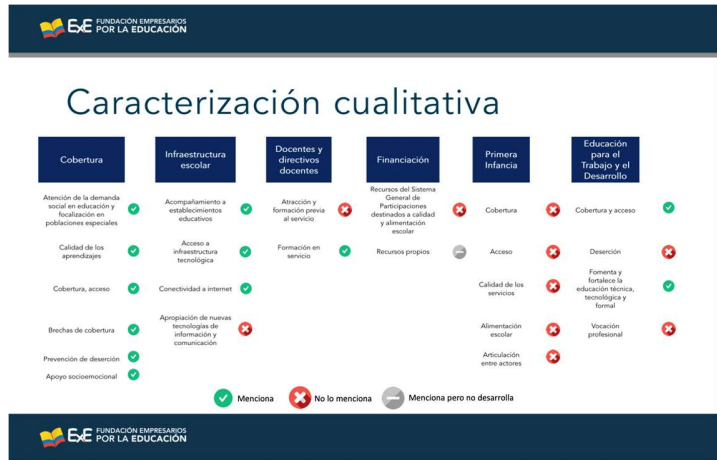 ExE FUNDACIÓN EMPRESARIOS
POR LA EDUCACIÓN
Caracterización cualitativa
Cobertura
Atención de la demanda
social en educación y
focalización en
poblaciones especiales
Calidad de los
aprendizajes
Cobertura, acceso
Brechas de cobertura
Prevención de deserción
Apoyo socioemocional
Infraestructura
escolar
Acompañamiento a
establecimientos
educativos
Acceso a
infraestructura
tecnológica
Conectividad a internet
Apropiación de nuevas
tecnologías de
información y
comunicación
Docentes y
directivos
docentes
Atracción y
formación previa
al servicio
Formación en
servicio
Financiación
Recursos del Sistema
General de
Participaciones
destinados a calidad
y alimentación
escolar
Recursos propios
Primera
Infancia
Cobertura
Acceso
Calidad de los
servicios
Alimentación
escolar
Articulación
entre actores
Educación
para el
Trabajo y el
Desarrollo
Cobertura y acceso
Deserción
Fomenta y
fortalece la
educación técnica,
tecnológica y
formal
Vocación
profesional
Menciona
No lo menciona
Menciona pero no desarrolla
ExE FUNDACIÓN EMPRESARIOS
POR LA EDUCACIÓN